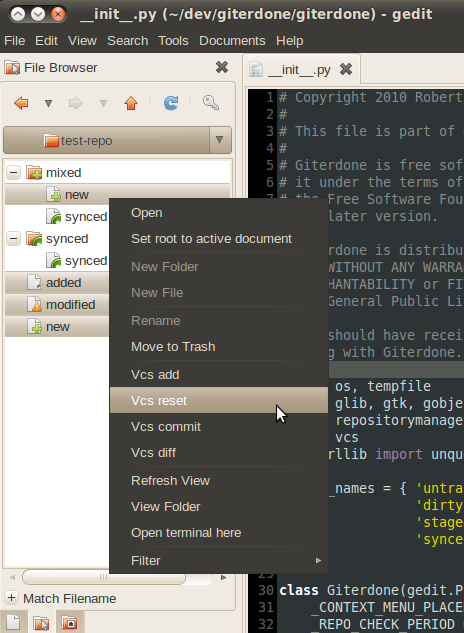 __init__.py (~/dev/giterdone/giterdone) - gedit
File Edit View Search Tools Documents Help
File Browser
__init__.py
test-repo
mixed
new
synced
synced
synced
added
modified
new
Open
Set root to active document
New Folder
New File
Rename
Move to Trash
Vcs add
Vcs reset
Vcs commit
Vcs diff
Refresh View
View Folder
Open terminal here
Filter
Match Filename
1 # Copyright 2010 Robert
2 #
3 # This file is part of
4 #
5 # Giterdone is free sof
6 # it under the terms of
7 # the Free Software Fou
later version.
rdone is distribu
WITHOUT ANY WARRA
HANTABILITY or FI
General Public Li
should have recei
g with Giterdone.
os, tempfile
glib, gtk, gobje
repositorymanage
vcs
rllib import unqu
_names = { 'untra
'dirty
'stage
'synce
29
30 class Giterdone(gedit.P
31 _CONTEXT_MENU_PLACE
32 _REPO_CHECK_PERIOD